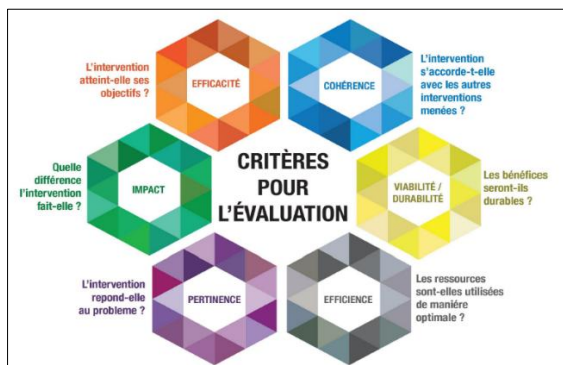 L'intervention
atteint-elle ses
objectifs ?
EFFICACITÉ
COHÉRENCE
L'intervention
s'accorde-t-elle
avec les autres
interventions
menées ?
Quelle
différence
l'intervention
fait-elle ?
IMPACT
CRITÈRES
POUR
L'ÉVALUATION
VIABILITÉ /
DURABILITÉ
Les bénéfices
seront-ils
durables ?
L'intervention
repond-elle
au probleme ?
PERTINENCE
EFFICIENCE
Les ressources
sont-elles utilisées
de manière
optimale ?